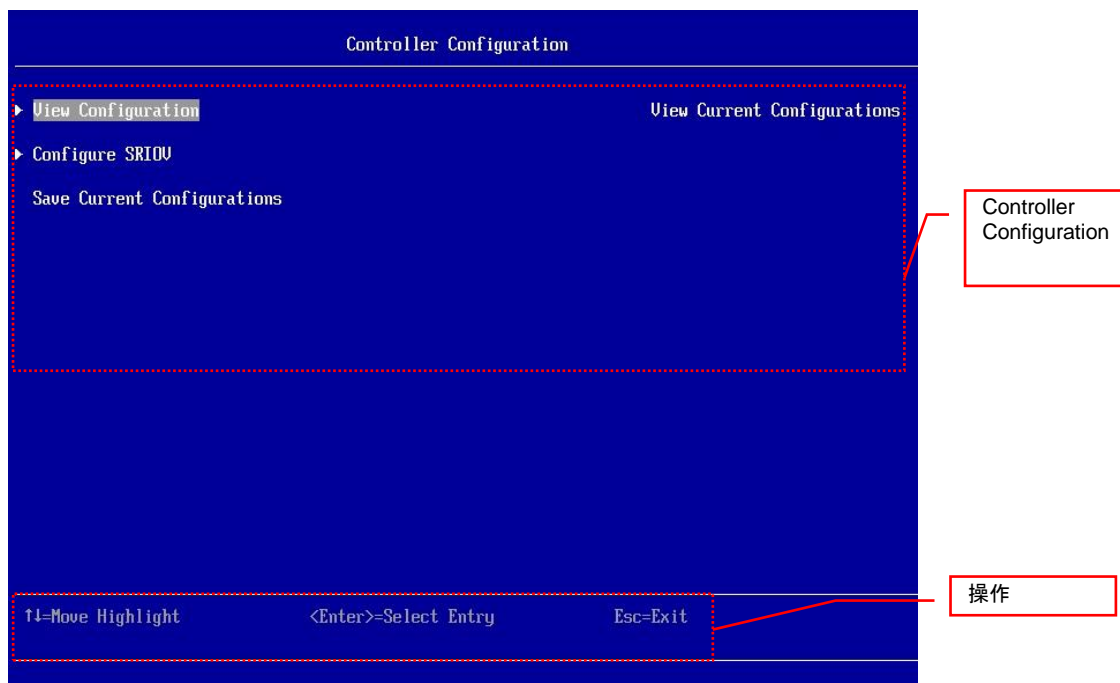 Controller Configuration
View Configuration
View Current Configurations
Configure SRIOV
Save Current Configurations
Controller
Configuration
操作
↑↓=Move Highlight
<Enter>=Select Entry
Esc=Exit